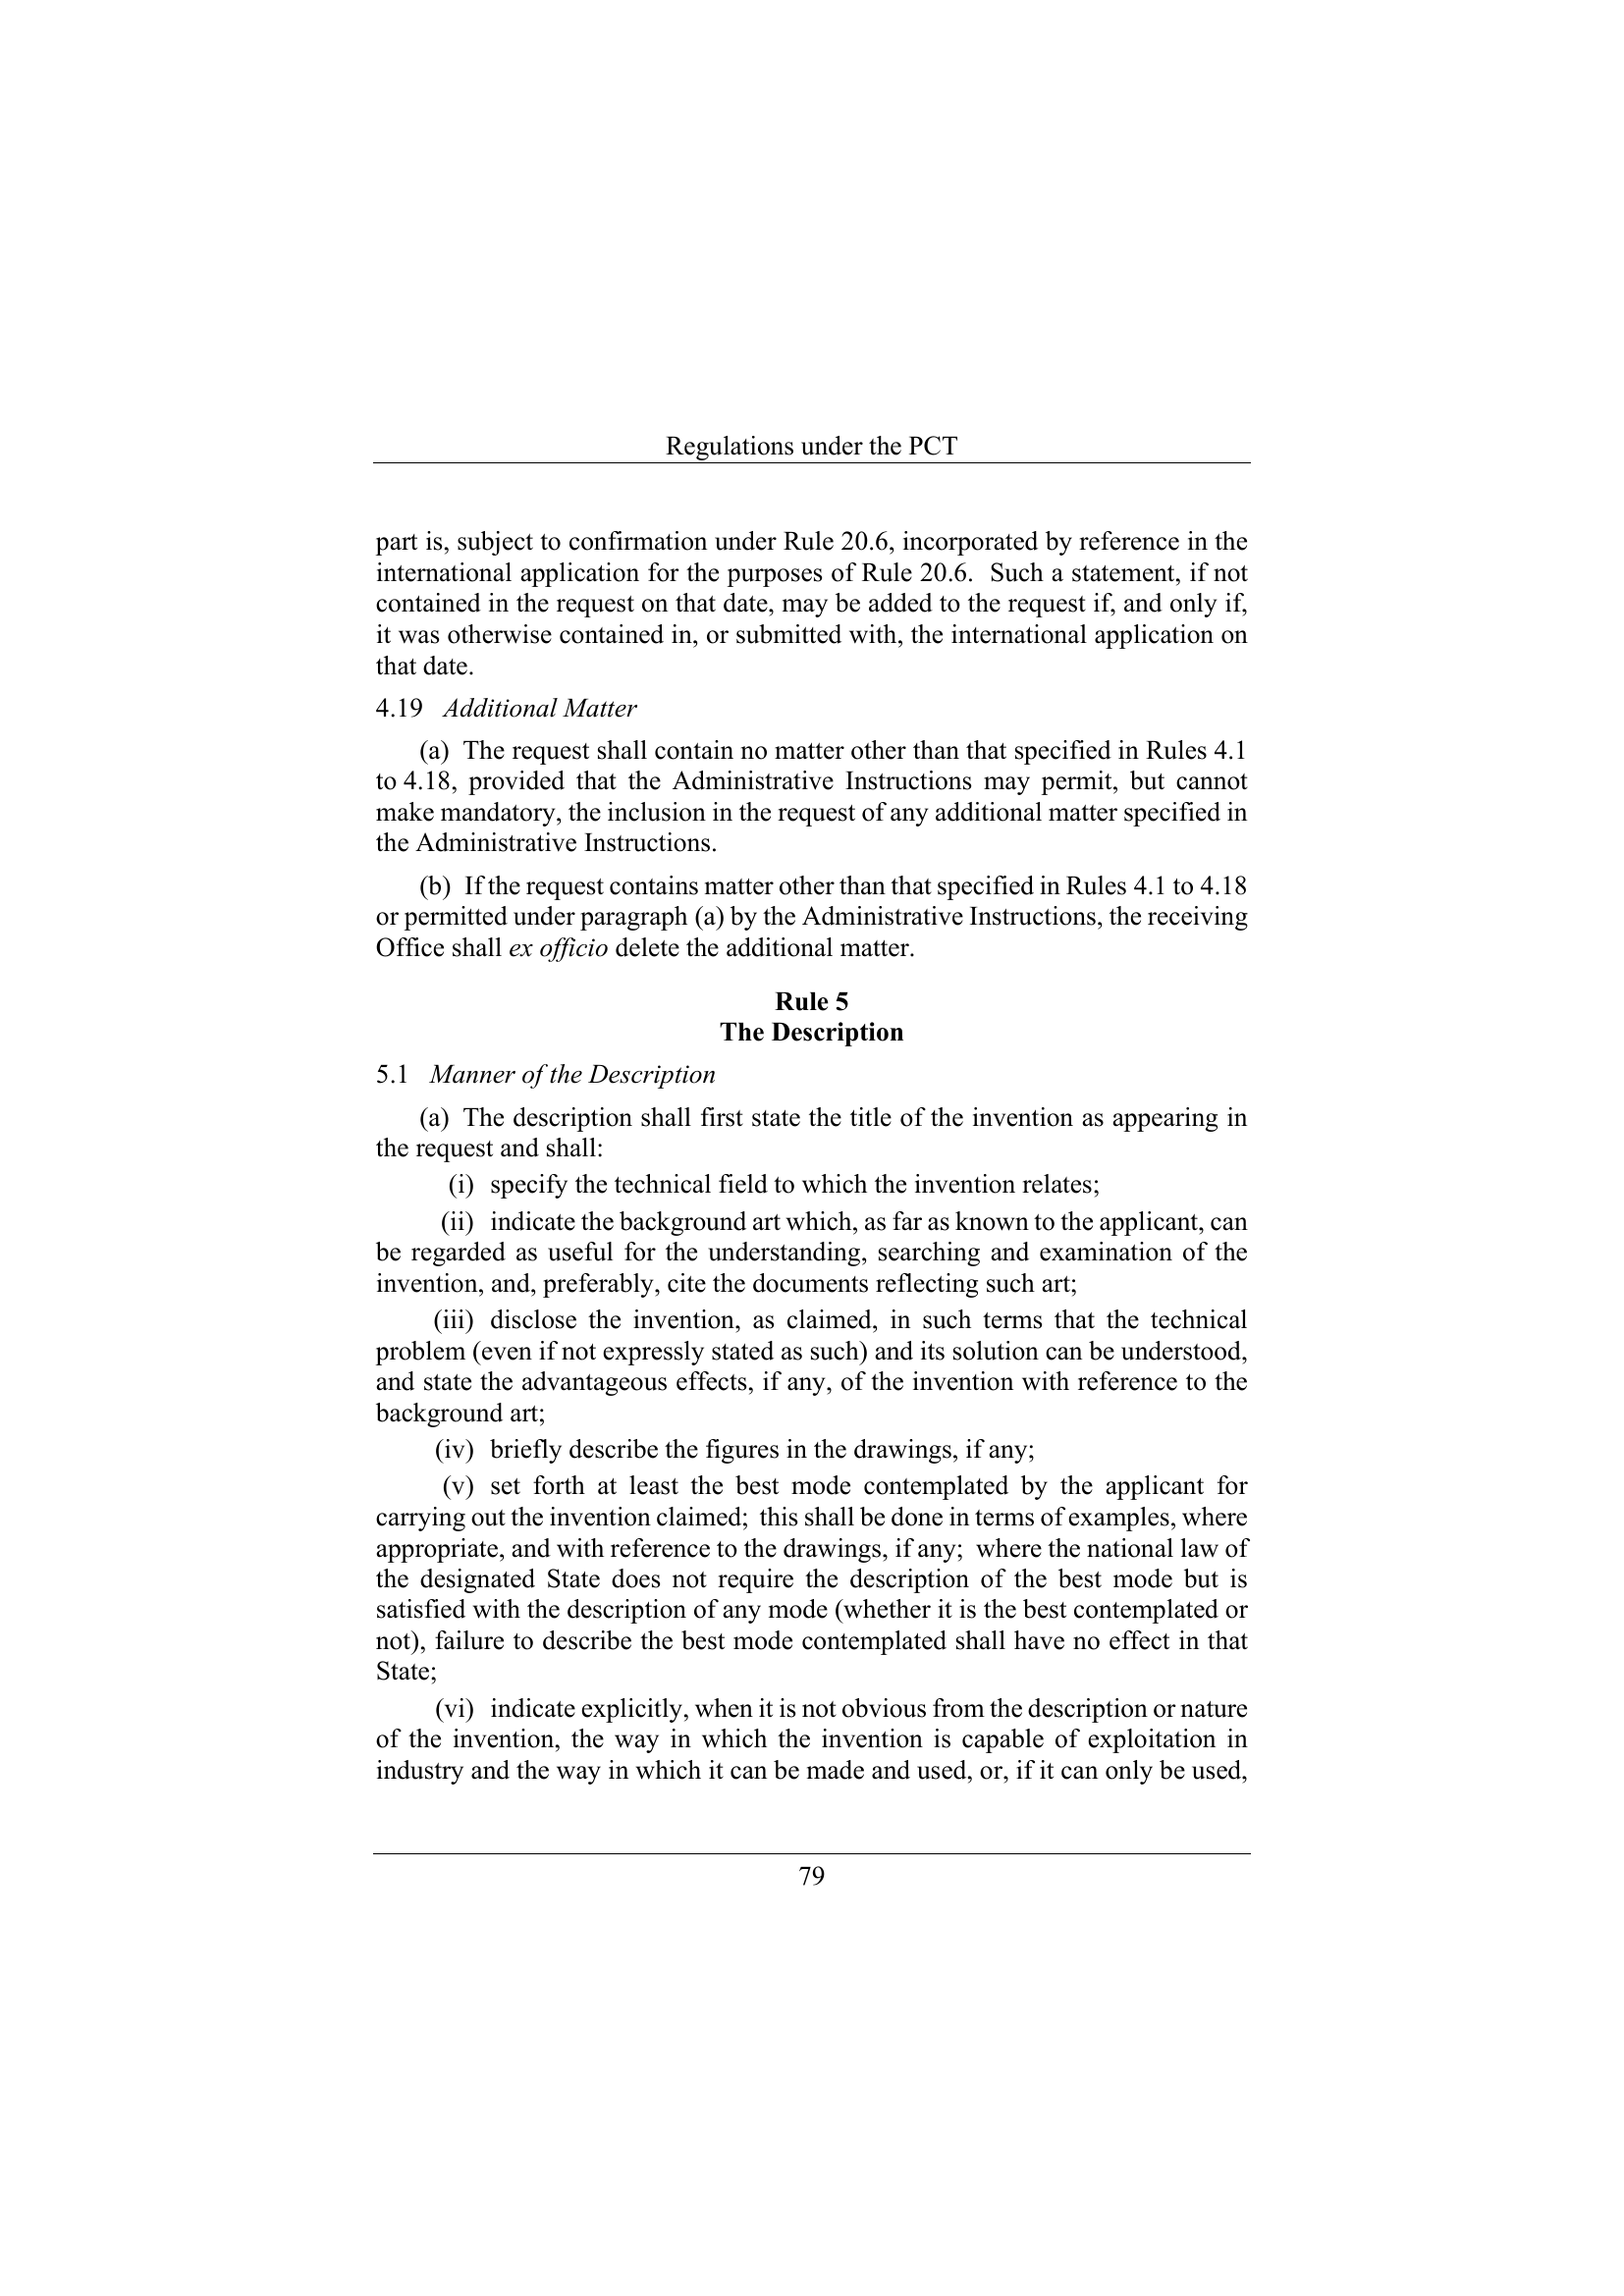 Regulations under the PCT
part is, subject to confirmation under Rule 20.6, incorporated by reference in the
international application for the purposes of Rule 20.6.  Such a statement, if not
contained in the request on that date, may be added to the request if, and only if,
it was otherwise contained in, or submitted with, the international application on
that date.
4.19 Additional Matter
(a) The request shall contain no matter other than that specified in Rules 4.1
to 4.18, provided that the Administrative Instructions may permit, but cannot
make mandatory, the inclusion in the request of any additional matter specified in
the Administrative Instructions.
(b) If the request contains matter other than that specified in Rules 4.1 to 4.18
or permitted under paragraph (a) by the Administrative Instructions, the receiving
Office shall ex officio delete the additional matter.
Rule 5
The Description
5.1 Manner of the Description
(a) The description shall first state the title of the invention as appearing in
the request and shall:
(i) specify the technical field to which the invention relates;
(ii) indicate the background art which, as far as known to the applicant, can
be regarded as useful for the understanding, searching and examination of the
invention, and, preferably, cite the documents reflecting such art;
(iii) disclose the invention, as claimed, in such terms that the technical
problem (even if not expressly stated as such) and its solution can be understood,
and state the advantageous effects, if any, of the invention with reference to the
background art;
(iv) briefly describe the figures in the drawings, if any;
(v) set forth at least the best mode contemplated by the applicant for
carrying out the invention claimed;  this shall be done in terms of examples, where
appropriate, and with reference to the drawings, if any;  where the national law of
the designated State does not require the description of the best mode but is
satisfied with the description of any mode (whether it is the best contemplated or
not), failure to describe the best mode contemplated shall have no effect in that
State;
(vi) indicate explicitly, when it is not obvious from the description or nature
of the invention, the way in which the invention is capable of exploitation in
industry and the way in which it can be made and used, or, if it can only be used,
79